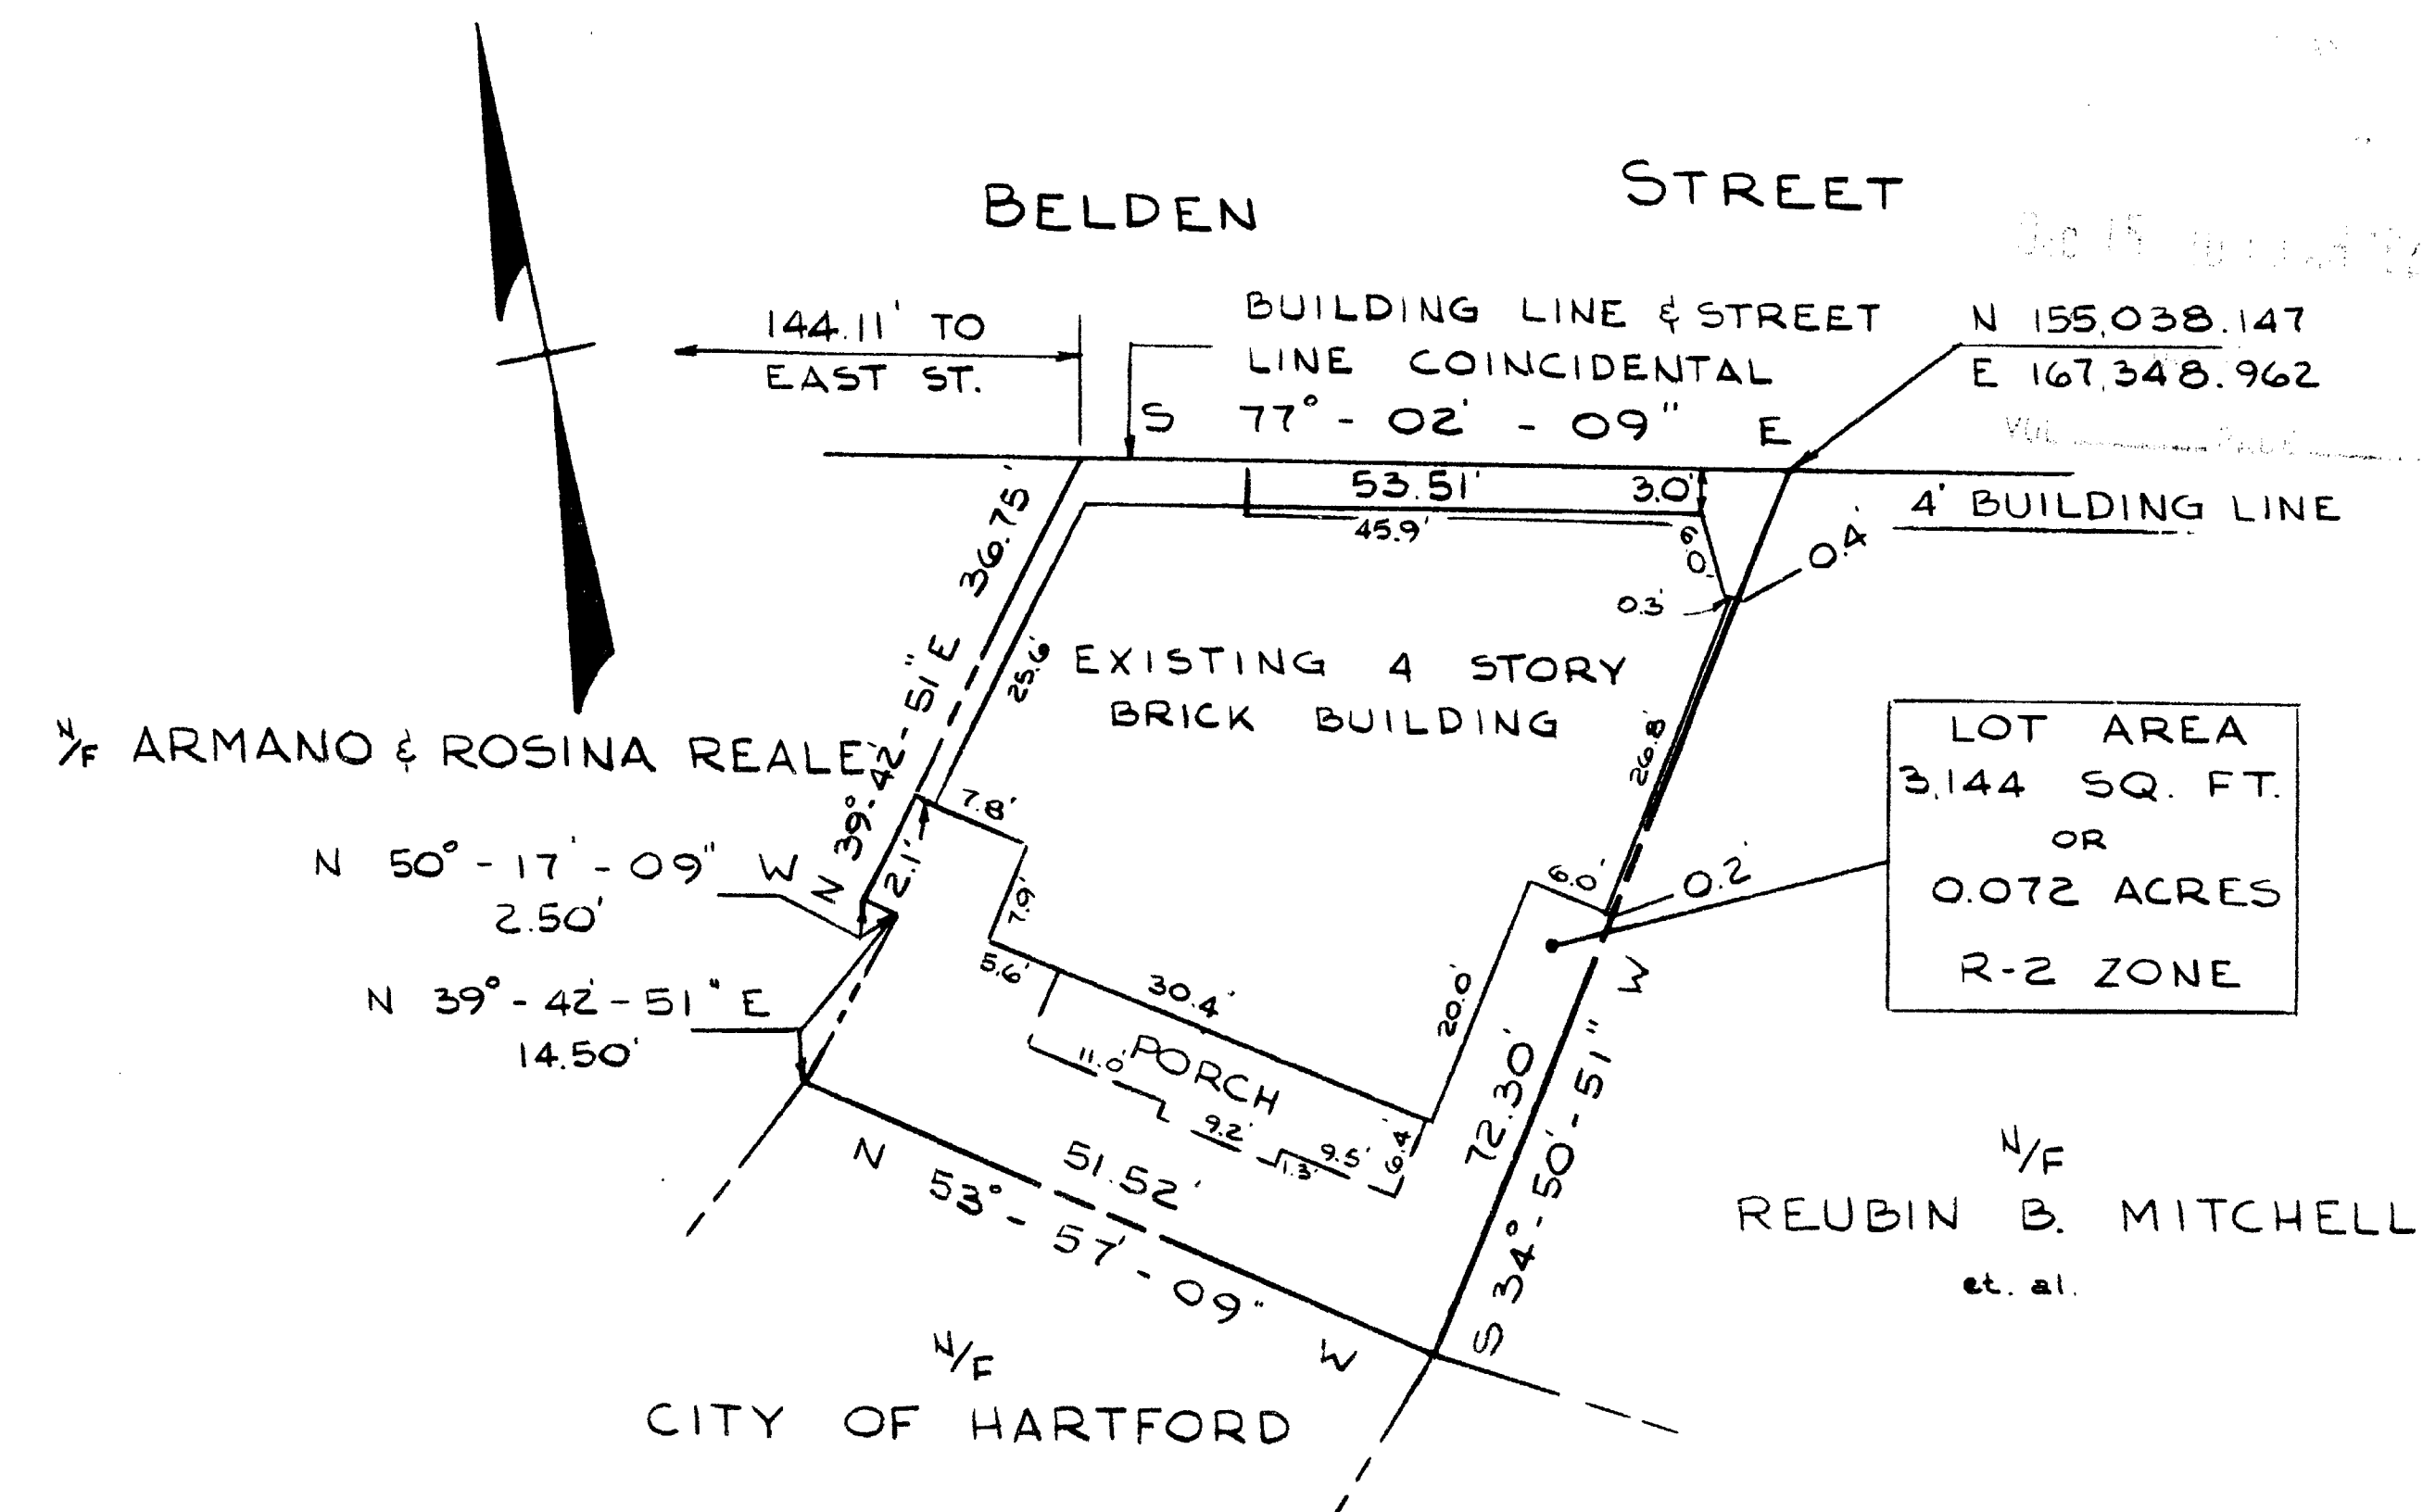 BELDEN STREET
144.11' TO
EAST ST.
BUILDING LINE & STREET
LINE COINCIDENTAL
N 155,038.147
E 167,348.962
S 77° - 02' - 09" E
53.51'
3.0'
45.9'
4' BUILDING LINE
6.0'
0.4'
0.3'
36.75'
N 39°-42'-51" E
25.6'
EXISTING 4 STORY
BRICK BUILDING
26.8'
N/F ARMANO & ROSINA REALE
7.8'
2.1'
7.9'
N 50° - 17' - 09" W
2.50'
N 39° - 42' - 51" E
14.50'
5.6'
30.4'
6.0'
0.2'
20.0'
LOT AREA
3,144 SQ. FT.
OR
0.072 ACRES
R-2 ZONE
PORCH
11.0'
9.2'
1.3'
9.5'
6.4'
72.30'
S 34°-50'-51" W
51.52'
N 53° - 57' - 09" W
N/F
REUBIN B. MITCHELL
et. al.
N/F
CITY OF HARTFORD